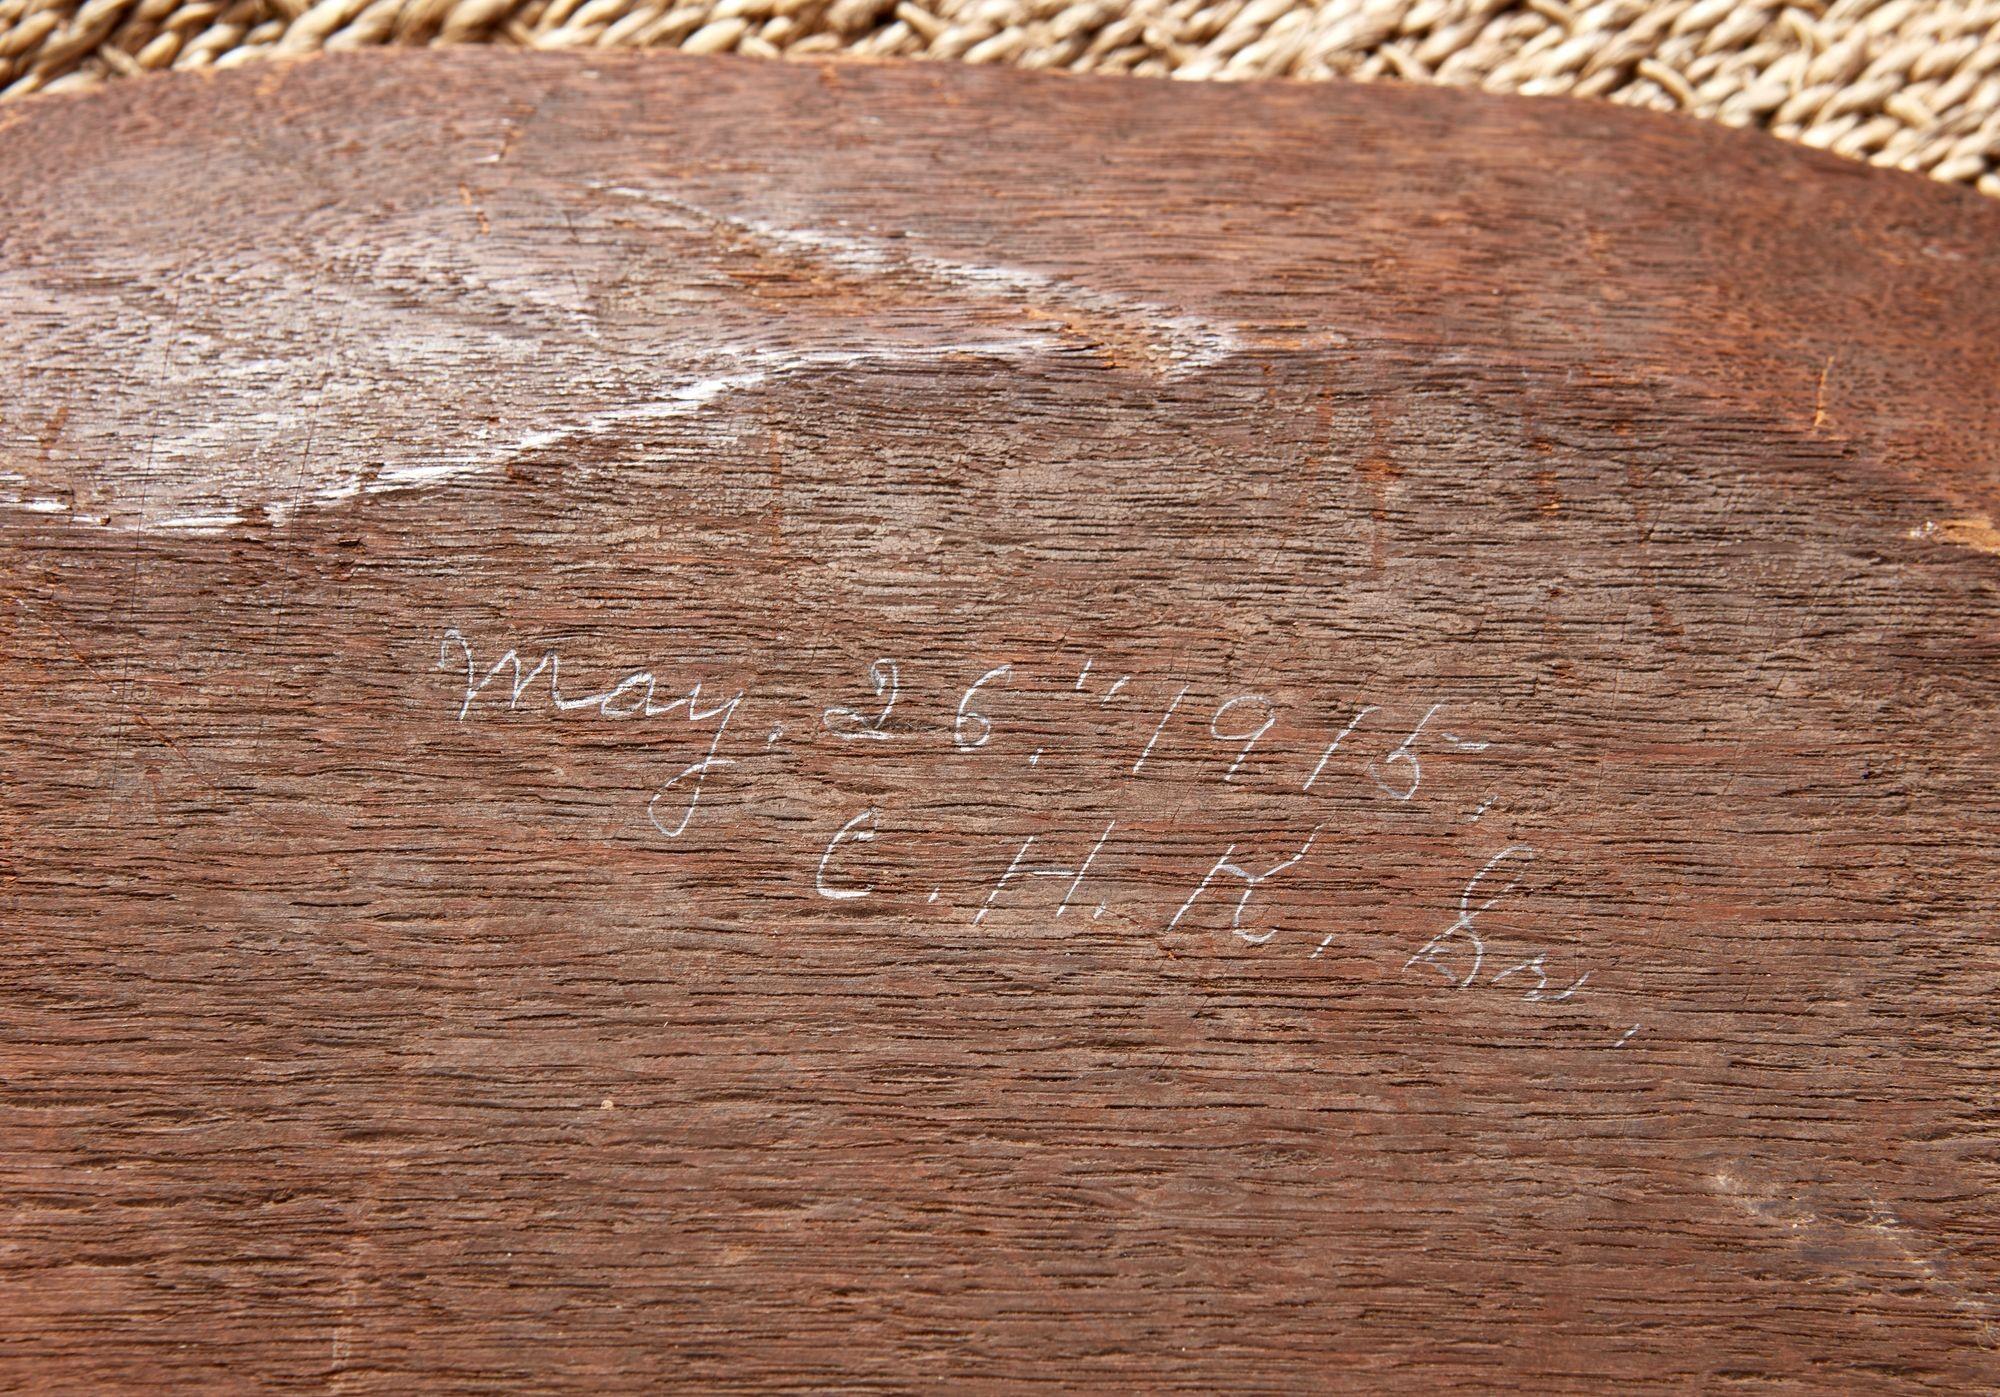 May. 26, " 1915,
C. H. K. Sr,